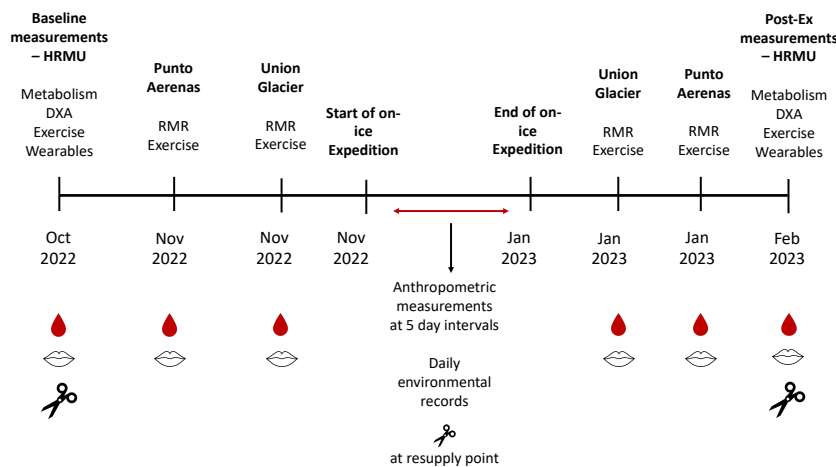 Baseline
measurements
– HRMU
Metabolism
DXA
Exercise
Wearables
Punto
Aerenas
RMR
Exercise
Union
Glacier
RMR
Exercise
Start of on-
ice
Expedition
End of on-
ice
Expedition
Union
Glacier
RMR
Exercise
Punto
Aerenas
RMR
Exercise
Post-Ex
measurements
– HRMU
Metabolism
DXA
Exercise
Wearables
Oct
2022
Nov
2022
Nov
2022
Nov
2022
Jan
2023
Jan
2023
Jan
2023
Feb
2023
Anthropometric
measurements
at 5 day intervals
Daily
environmental
records
at resupply point